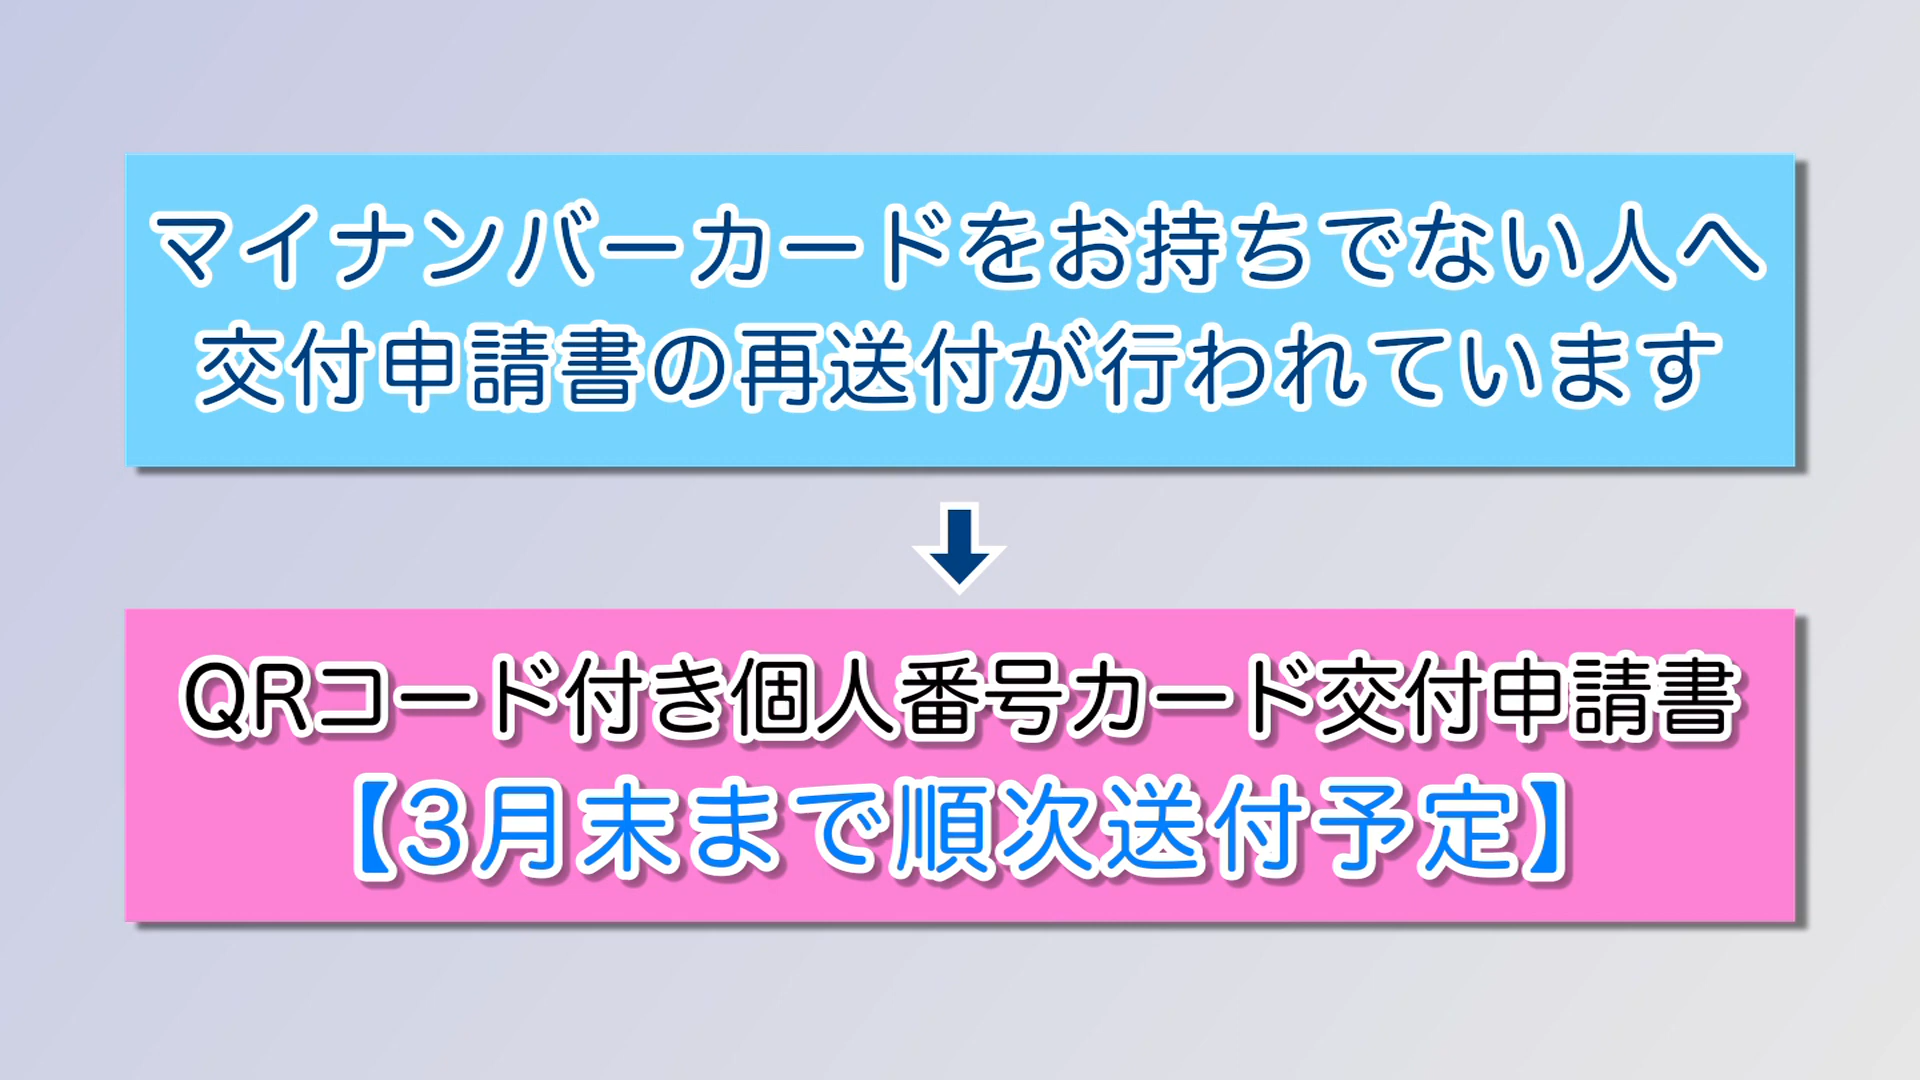 マイナンバーカードをお持ちでない人へ
交付申請書の再送付が行われています
QRコード付き個人番号カード交付申請書
【3月末まで順次送付予定】